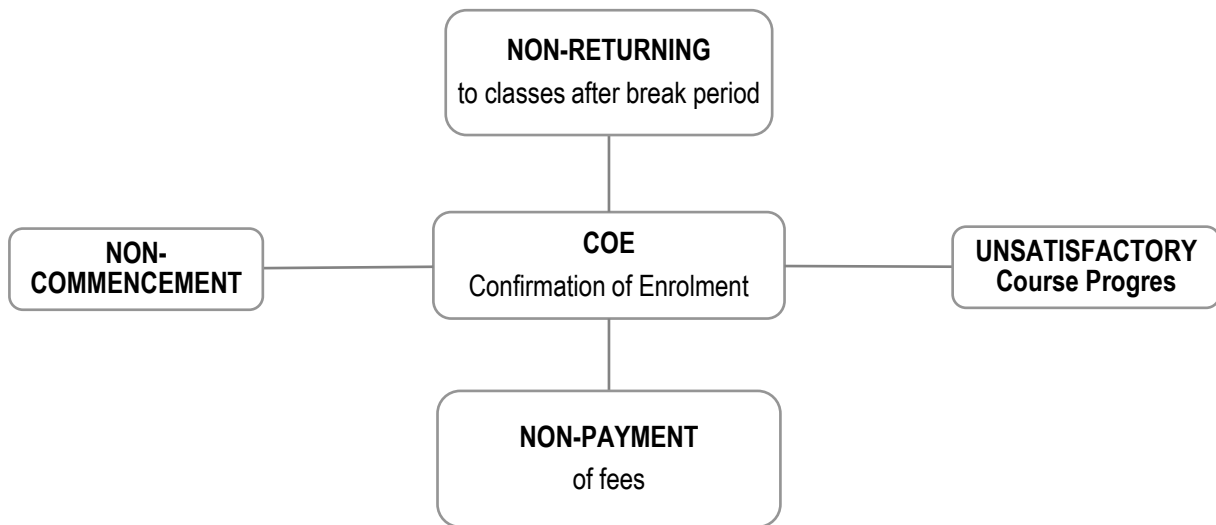 NON-RETURNING
to classes after break period
NON-
COMMENCEMENT
COE
Confirmation of Enrolment
UNSATISFACTORY
Course Progres
NON-PAYMENT
of fees